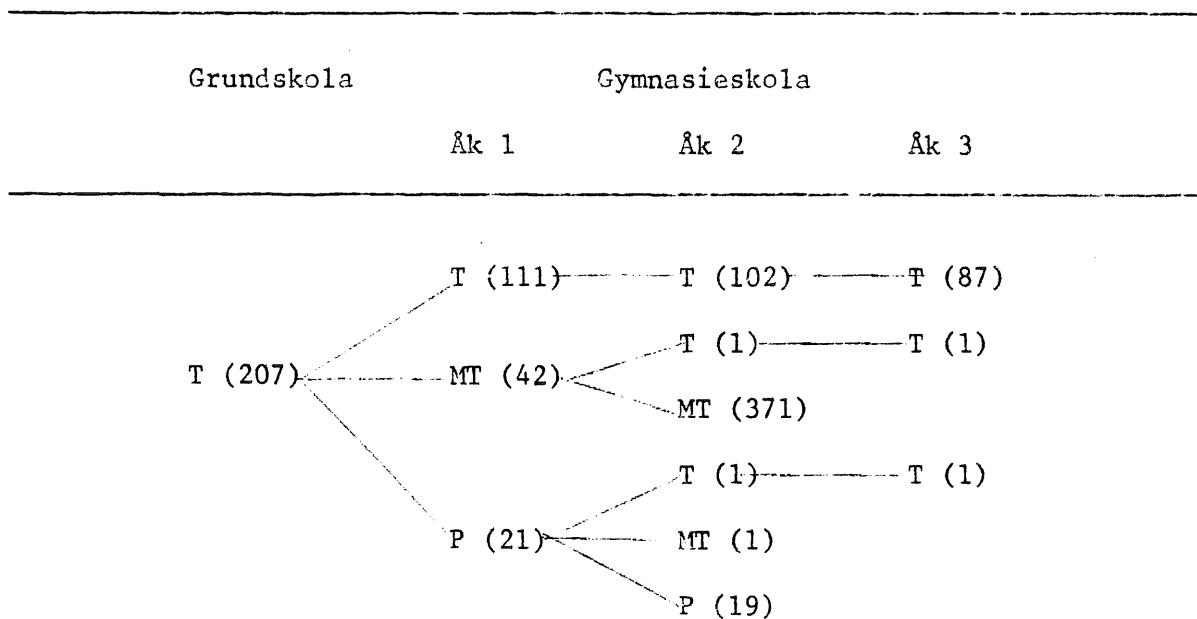 Grundskola Gymnasieskola
Åk 1 Åk 2 Åk 3
T (111) T (102) T (87)
T (1) T (1)
T (207) MT (42)
MT (371)
T (1) T (1)
P (21) MT (1)
P (19)